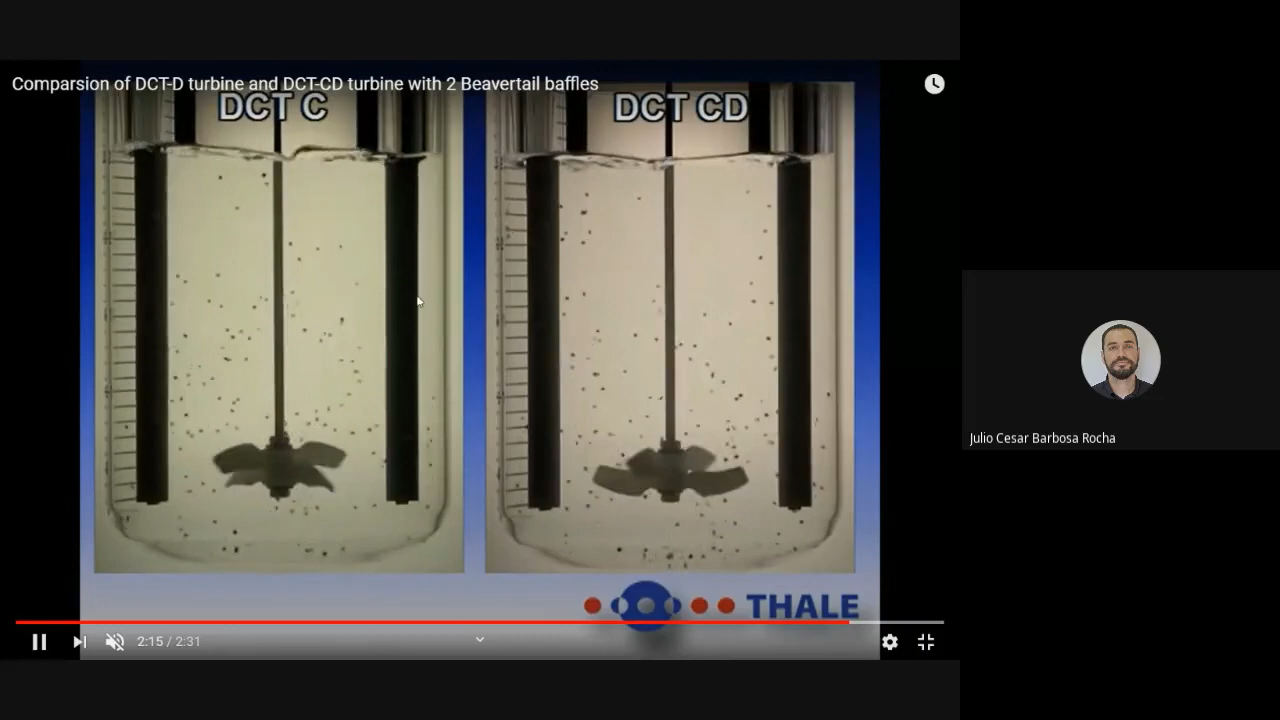 Comparsion of DCT-D turbine and DCT-CD turbine with 2 Beavertail baffles
DCT C
DCT CD
THALE
2:15 / 2:31
Julio Cesar Barbosa Rocha